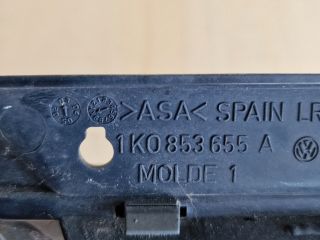 >ASA< SPAIN LR
1K0 853 655 A
MOLDE 1